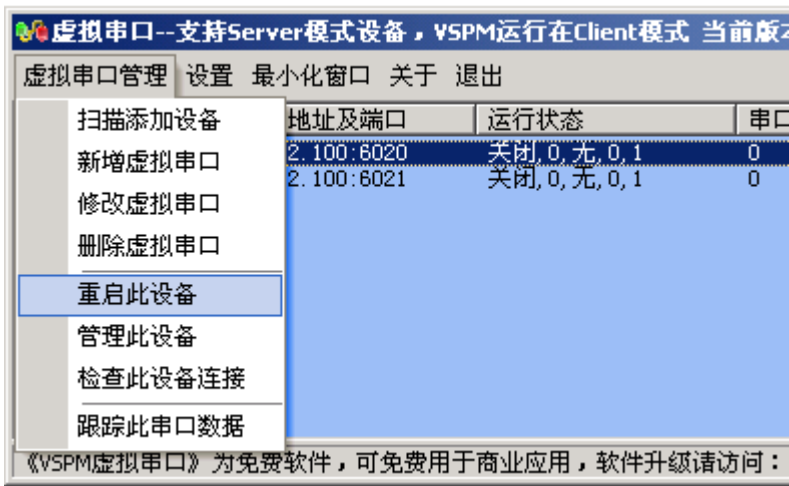 虚拟串口--支持Server模式设备，VSPM运行在Client模式 当前版
虚拟串口管理 设置 最小化窗口 关于 退出
扫描添加设备
新增虚拟串口
修改虚拟串口
删除虚拟串口
重启此设备
管理此设备
检查此设备连接
跟踪此串口数据
地址及端口 运行状态 串口
2.100:6020 关闭,0,无,0,1 0
2.100:6021 关闭,0,无,0,1 0
《VSPM虚拟串口》为免费软件，可免费用于商业应用，软件升级请访问：